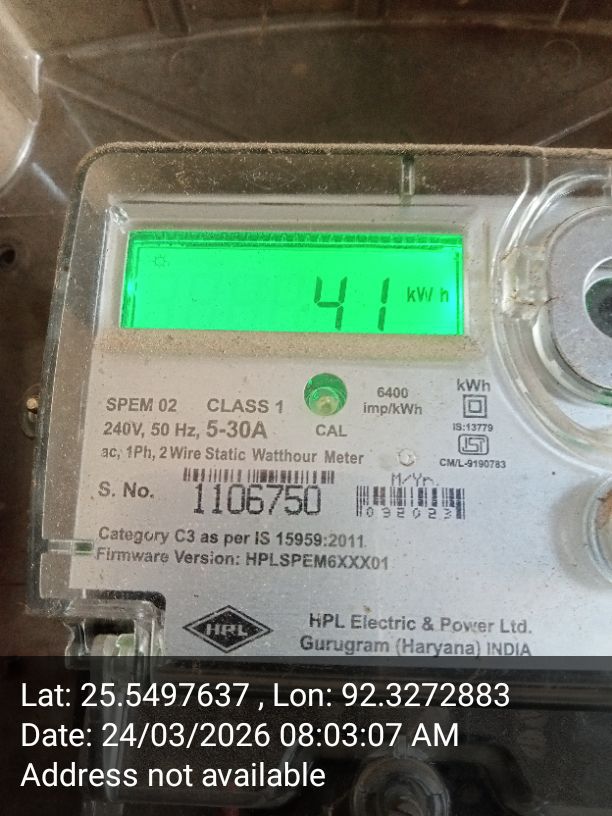 41 kWh
SPEM 02 CLASS 1
6400 imp/kWh
kWh
240V, 50 Hz, 5-30A
CAL
IS:13779
ISI
CM/L-9190783
ac, 1Ph, 2 Wire Static Watthour Meter
S. No. 1106750
M/Yr.
092023
Category C3 as per IS 15959:2011
Firmware Version: HPLSPEM6XXX01
HPL
HPL Electric & Power Ltd.
Gurugram (Haryana) INDIA
Lat: 25.5497637 , Lon: 92.3272883
Date: 24/03/2026 08:03:07 AM
Address not available